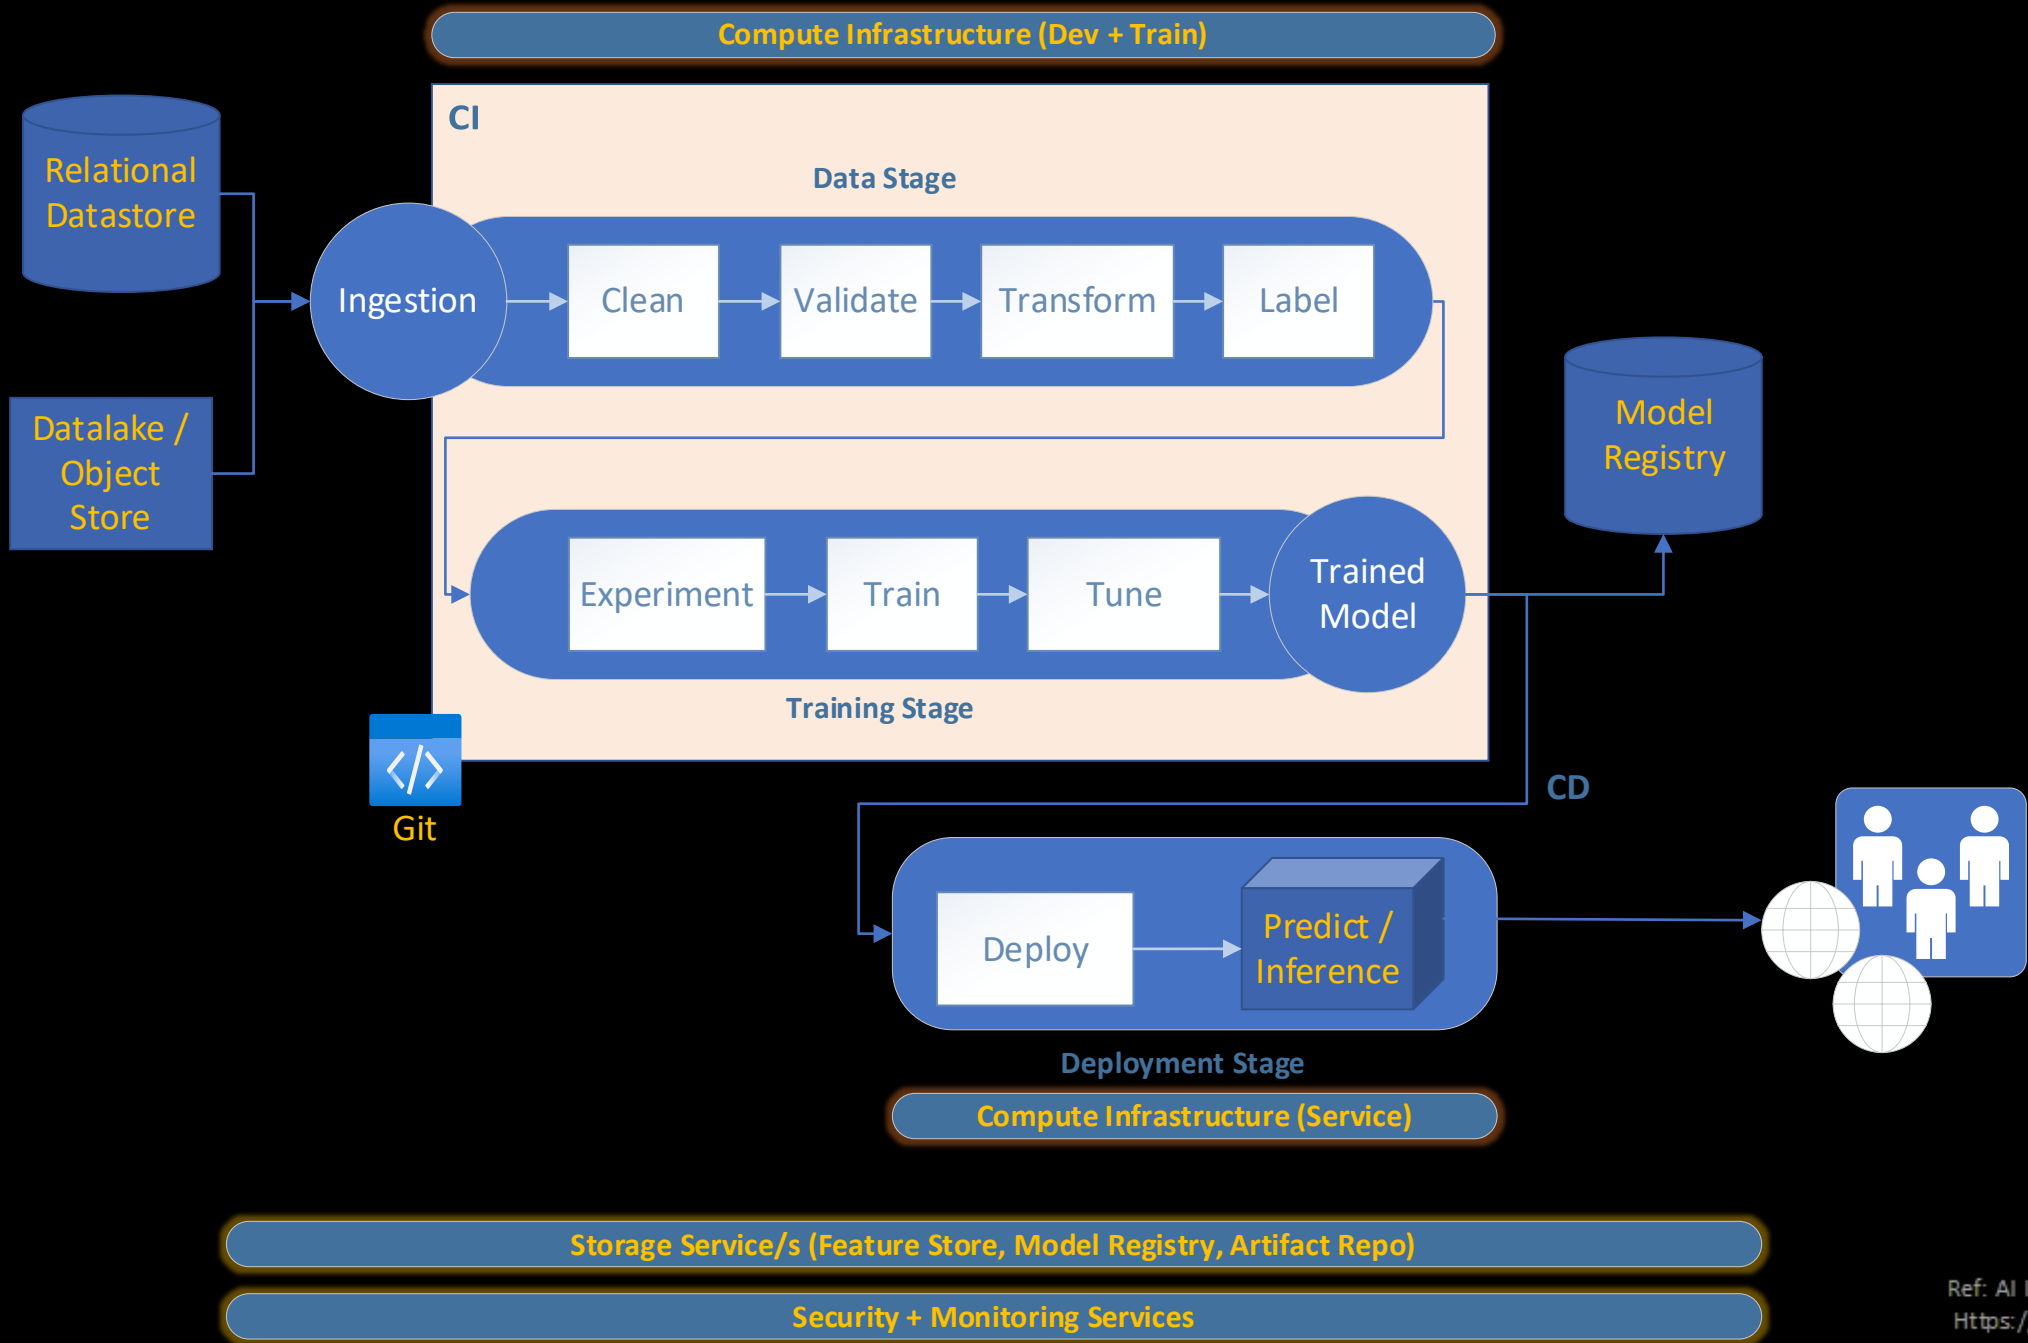 Compute Infrastructure (Dev + Train)
CI
Relational
Datastore
Data Stage
Ingestion
Clean
Validate
Transform
Label
Datalake /
Object
Store
Model
Registry
Experiment
Train
Tune
Trained
Model
Training Stage
Git
CD
Deploy
Predict /
Inference
Deployment Stage
Compute Infrastructure (Service)
Storage Service/s (Feature Store, Model Registry, Artifact Repo)
Security + Monitoring Services
Ref: AI
Https:/